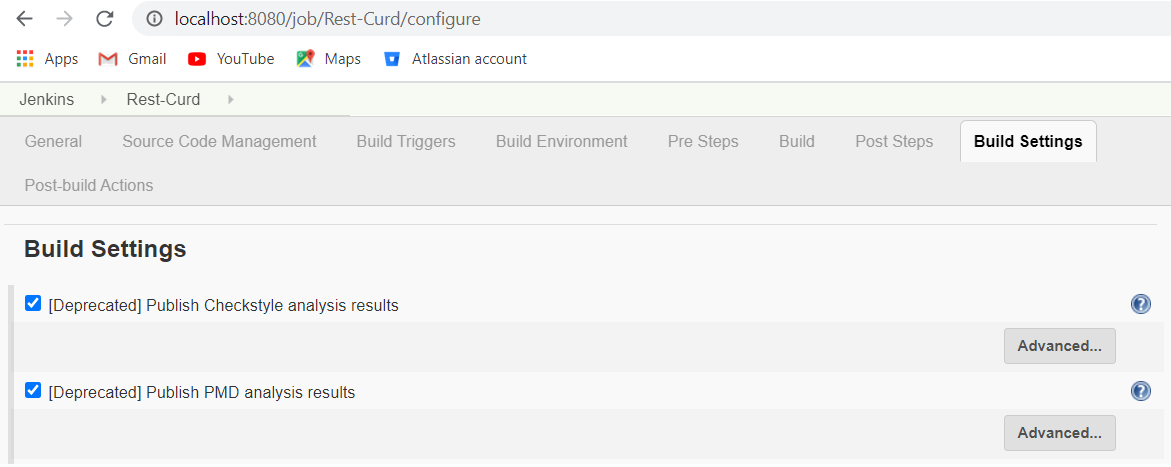 localhost:8080/job/Rest-Curd/configure
Apps Gmail YouTube Maps Atlassian account
Jenkins Rest-Curd
General Source Code Management Build Triggers Build Environment Pre Steps Build Post Steps Build Settings
Post-build Actions
Build Settings
[Deprecated] Publish Checkstyle analysis results ?
Advanced...
[Deprecated] Publish PMD analysis results ?
Advanced...